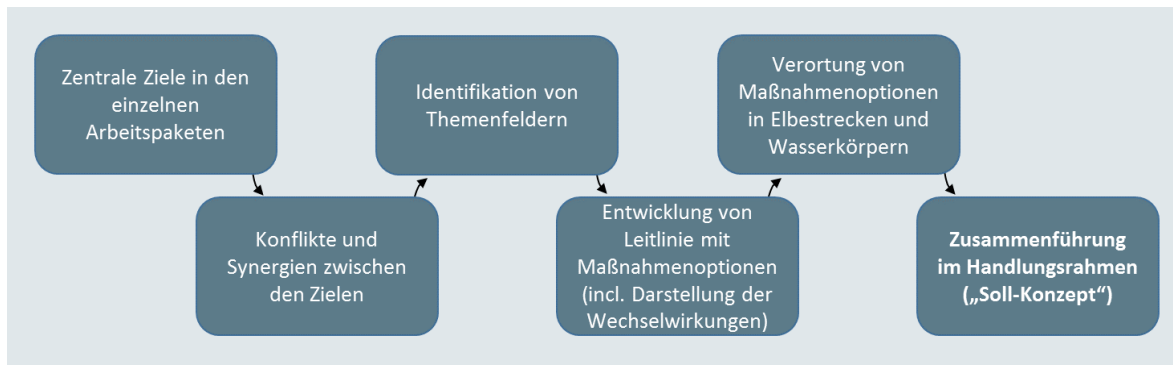 Zentrale Ziele in den
einzelnen
Arbeitspaketen
Konflikte und
Synergien zwischen
den Zielen
Identifikation von
Themenfeldern
Entwicklung von
Leitlinie mit
Maßnahmenoptionen
(incl. Darstellung der
Wechselwirkungen)
Verortung von
Maßnahmenoptionen
in Elbestrecken und
Wasserkörpern
Zusammenführung
im Handlungsrahmen
(„Soll-Konzept“)